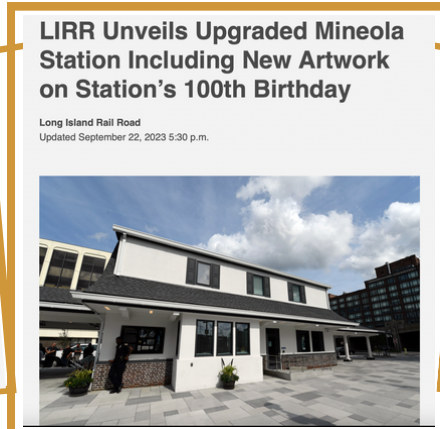 LIRR Unveils Upgraded Mineola
Station Including New Artwork
on Station's 100th Birthday
Long Island Rail Road
Updated September 22, 2023 5:30 p.m.